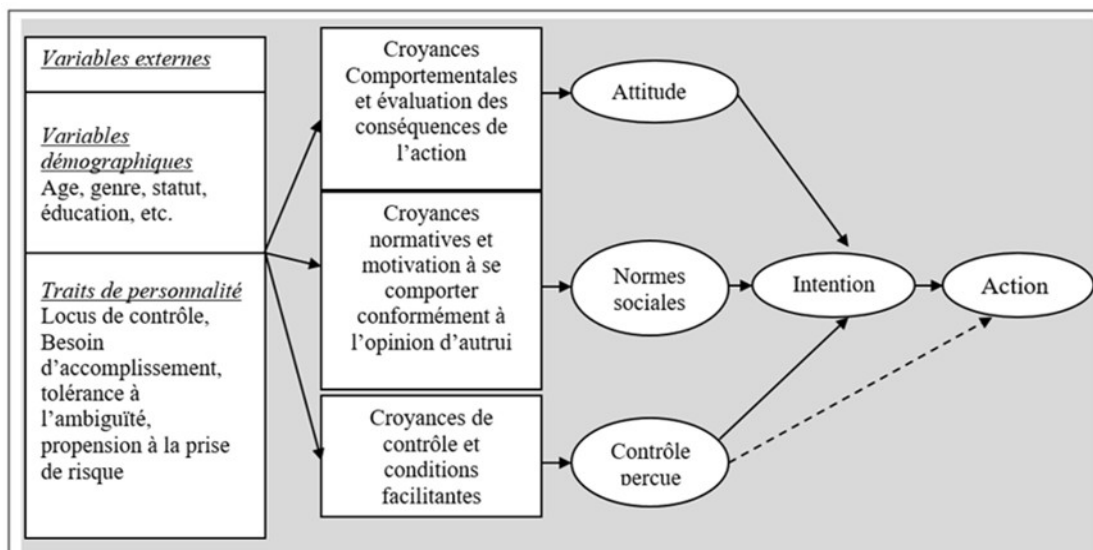 Variables externes
Variables
démographiques
Age, genre, statut,
éducation, etc.
Traits de personnalité
Locus de contrôle,
Besoin
d'accomplissement,
tolérance à
l'ambiguïté,
propension à la prise
de risque
Croyances
Comportementales
et évaluation des
conséquences de
l'action
Croyances
normatives et
motivation à se
comporter
conformément à
l'opinion d'autrui
Croyances de
contrôle et
conditions
facilitantes
Attitude
Normes
sociales
Contrôle
perçue
Intention
Action